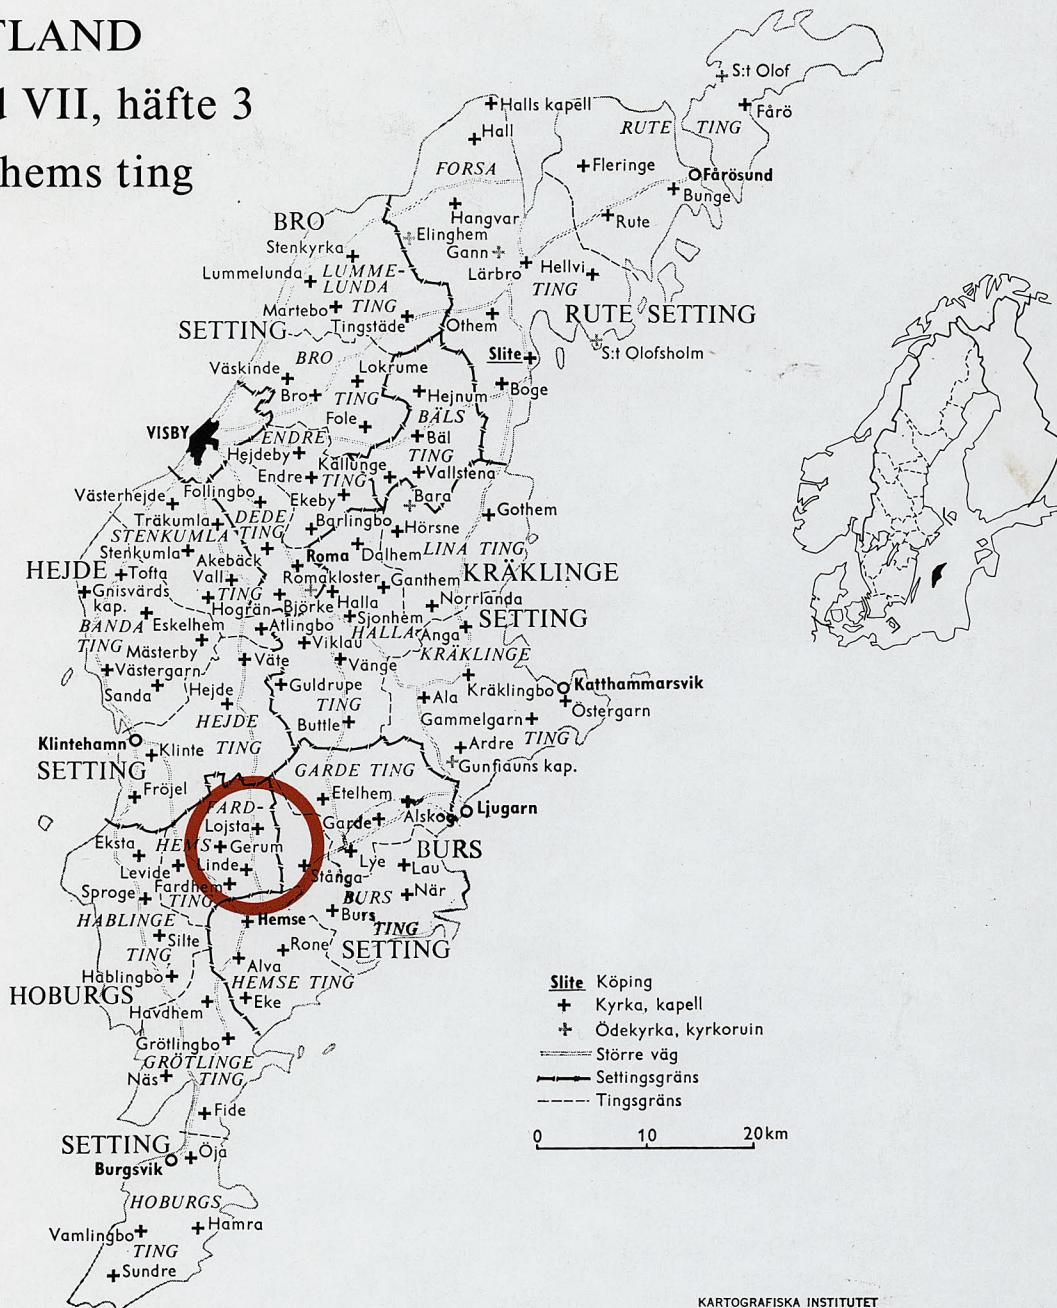 TLAND
VII, häfte 3
hems ting
S:t Olof
Halls kapell
Fårö
Hall
RUTE TING
FORSA
Fleringe
Fårösund
Bunge
Hangvar
Rute
BRO
Elinghem
Stenkyrka
Gann
Lärbro
Hellvi
Lummelunda
LUMME-
LUNDA
TING
TING
Martebo
Tingstäde
Othem
RUTE SETTING
SETTING
S:t Olofsholm
BRO
Slite
Väskinde
Lokrume
Bro
TING
Hejnum
Boge
Fole
BÄLS
VISBY
ENDRE
Bäl
Hejdeby
TING
Källunge
Endre
TING
Vallstena
Västerhejde
Follingbo
Ekeby
Bara
Träkumla
DEDE
Barlingbo
Hörsne
Gothem
STENKUMLA
TING
Stenkumla
Roma
Dalhem
LINA TING
Akebäck
HEJDE
Tofta
Vall
Romakloster
Ganthem
KRÄKLINGE
Gnisvärds
kap.
TING
Hogrän
Björke
Halla
Norrlanda
SETTING
BANDA
Eskelhem
Atlingbo
Sjonhem
HALLA
Anga
TING
Mästerby
Viklau
KRÄKLINGE
Västergarn
Väte
Vänge
Sanda
Hejde
Guldrupe
Ala
Kräklingbo
Katthammarsvik
Östergarn
TING
HEJDE
Buttle
Gammelgarn
Klintehamn
Klinte
TING
Ardre
TING
SETTING
GARDE TING
Gunfiauns kap.
Fröjel
Etelhem
FARD-
Alskog
Ljugarn
Lojsta
Garde
Eksta
HEMS
Gerum
BURS
Levide
Linde
Lye
Lau
Stånga
Sproge
Fardhem
TING
BURS
När
HABLINGE
Hemse
Burs
TING
Silte
Rone
SETTING
TING
Alva
Hablingbo
HEMSE TING
HOBURGS
Eke
Havdhem
Grötlingbo
GRÖTLINGE
Näs
TING
Fide
SETTING
Öja
Burgsvik
HOBURGS
Hamra
Vamlingbo
TING
Sundre
Slite Köping
Kyrka, kapell
Ödekyrka, kyrkoruin
Större väg
Settingsgräns
Tingsgräns
0 10 20km
KARTOGRAFISKA INSTITUTET